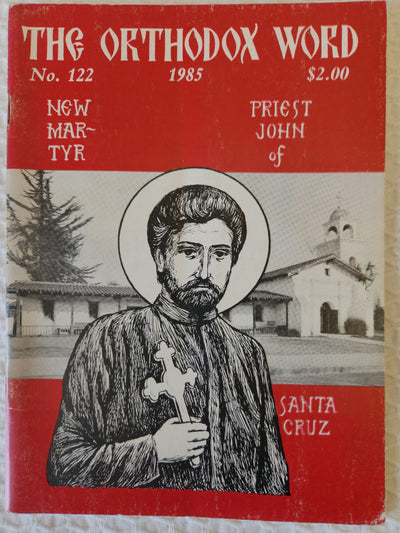 THE ORTHODOX WORD
No. 122 1985 $2.00
NEW
MAR-
TYR
PRIEST
JOHN
of
SANTA
CRUZ